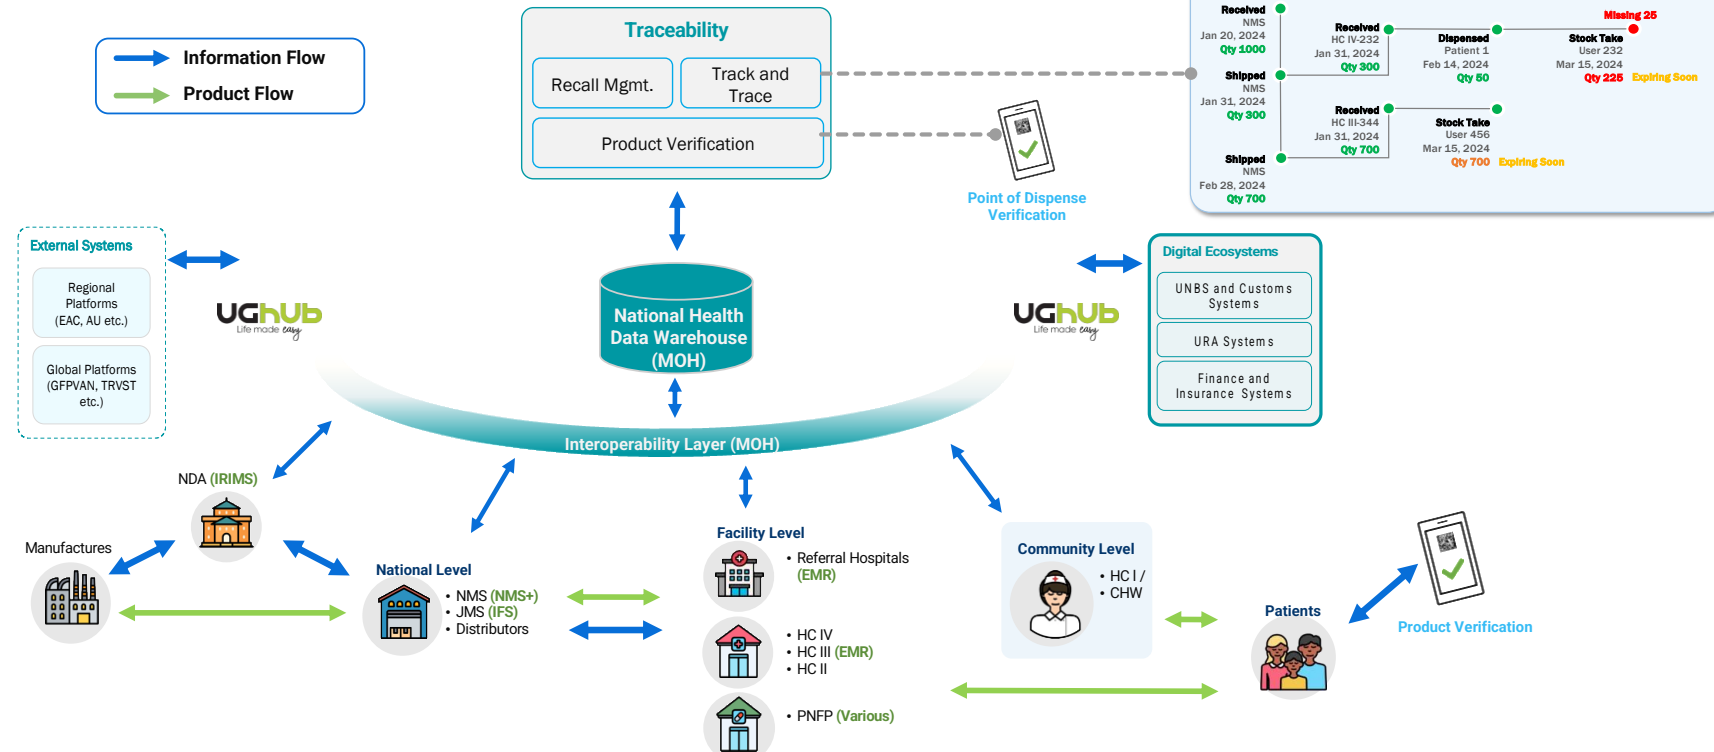 Information Flow
Product Flow
Traceability
Recall Mgmt.
Track and
Trace
Product Verification
Point of Dispense
Verification
Received
NMS
Jan 20, 2024
Qty 1000
Shipped
NMS
Jan 31, 2024
Qty 300
Shipped
NMS
Feb 28, 2024
Qty 700
Received
HC IV-232
Jan 31, 2024
Qty 300
Received
HC III-344
Jan 31, 2024
Qty 700
Dispensed
Patient 1
Feb 14, 2024
Qty 50
Stock Take
User 456
Mar 15, 2024
Qty 700 Expiring Soon
Missing 25
Stock Take
User 232
Mar 15, 2024
Qty 225 Expiring Soon
External Systems
Regional
Platforms
(EAC, AU etc.)
Global Platforms
(GFPVAN, TRVST
etc.)
UGhUb
Life made easy
National Health
Data Warehouse
(MOH)
UGhUb
Life made easy
Digital Ecosystems
UNBS and Customs
Systems
URA Systems
Finance and
Insurance Systems
Interoperability Layer (MOH)
NDA (IRIMS)
Manufactures
National Level
• NMS (NMS+)
• JMS (IFS)
• Distributors
Facility Level
• Referral Hospitals
(EMR)
• HC IV
• HC III (EMR)
• HC II
• PNFP (Various)
Community Level
• HC I /
• CHW
Patients
Product Verification